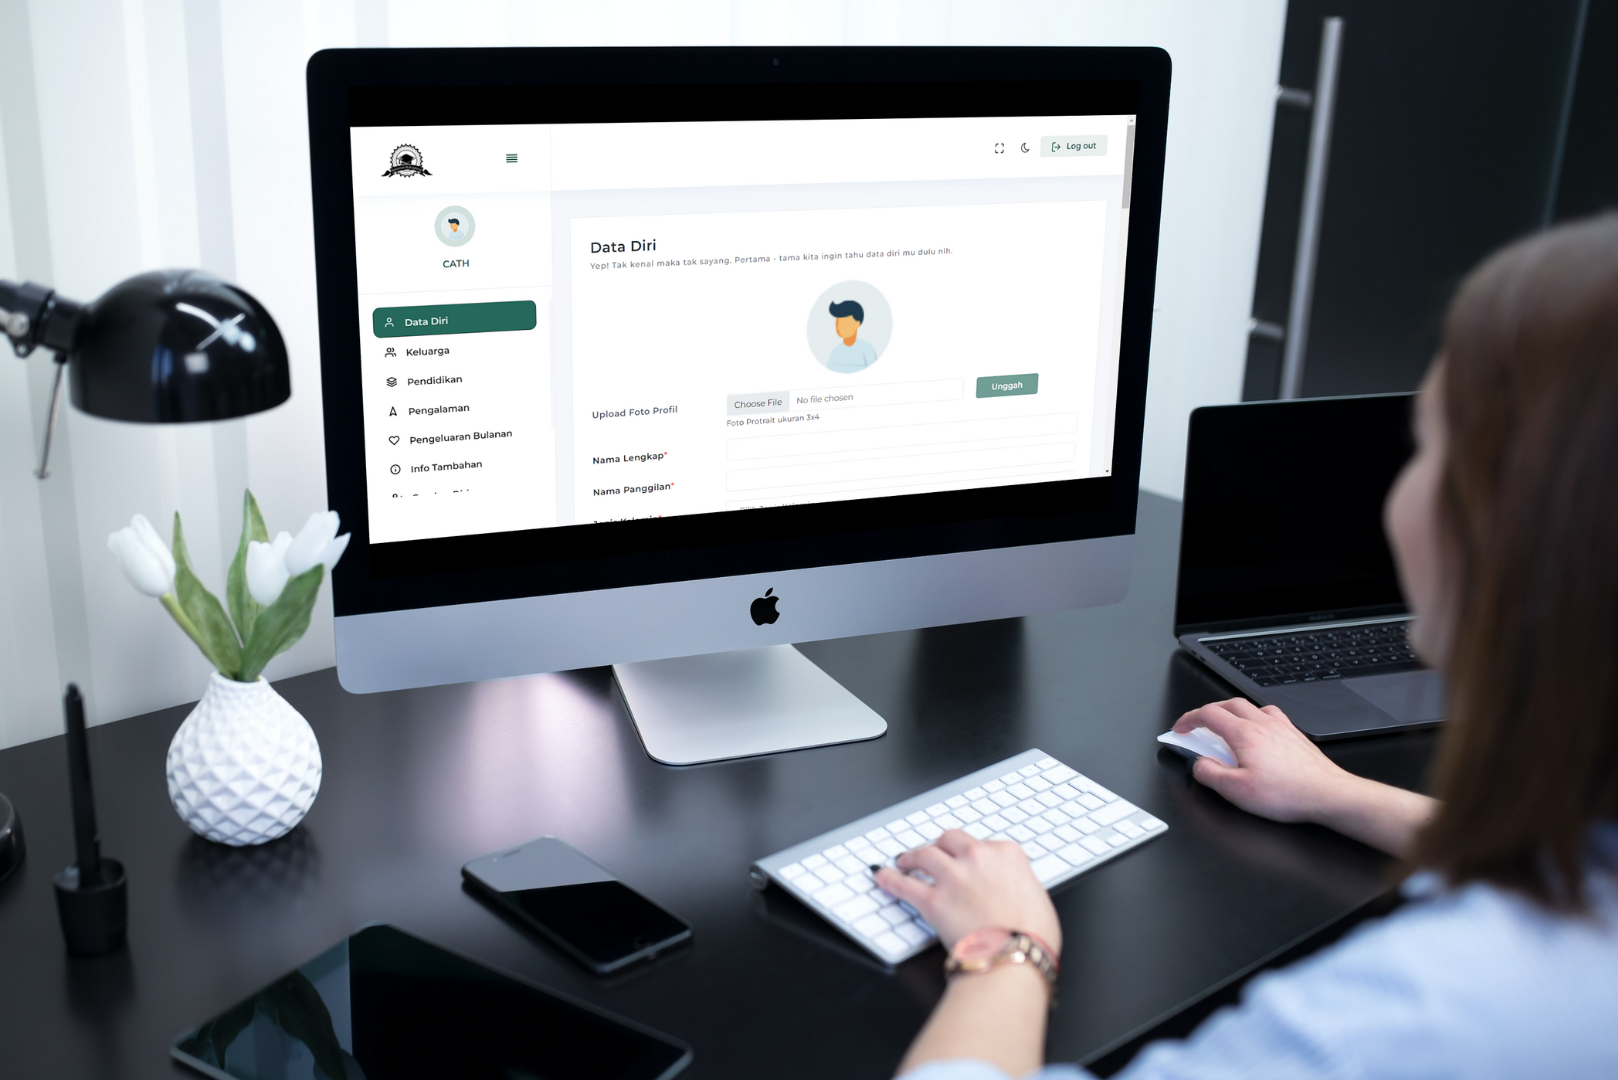 Log out
CATH
Data Diri
Keluarga
Pendidikan
Pengalaman
Pengeluaran Bulanan
Info Tambahan
Data Diri
Yep! Tak kenal maka tak sayang. Pertama - tama kita ingin tahu data diri mu dulu nih.
Upload Foto Profil
Choose File No file chosen
Unggah
Foto Protrait ukuran 3x4
Nama Lengkap*
Nama Panggilan*